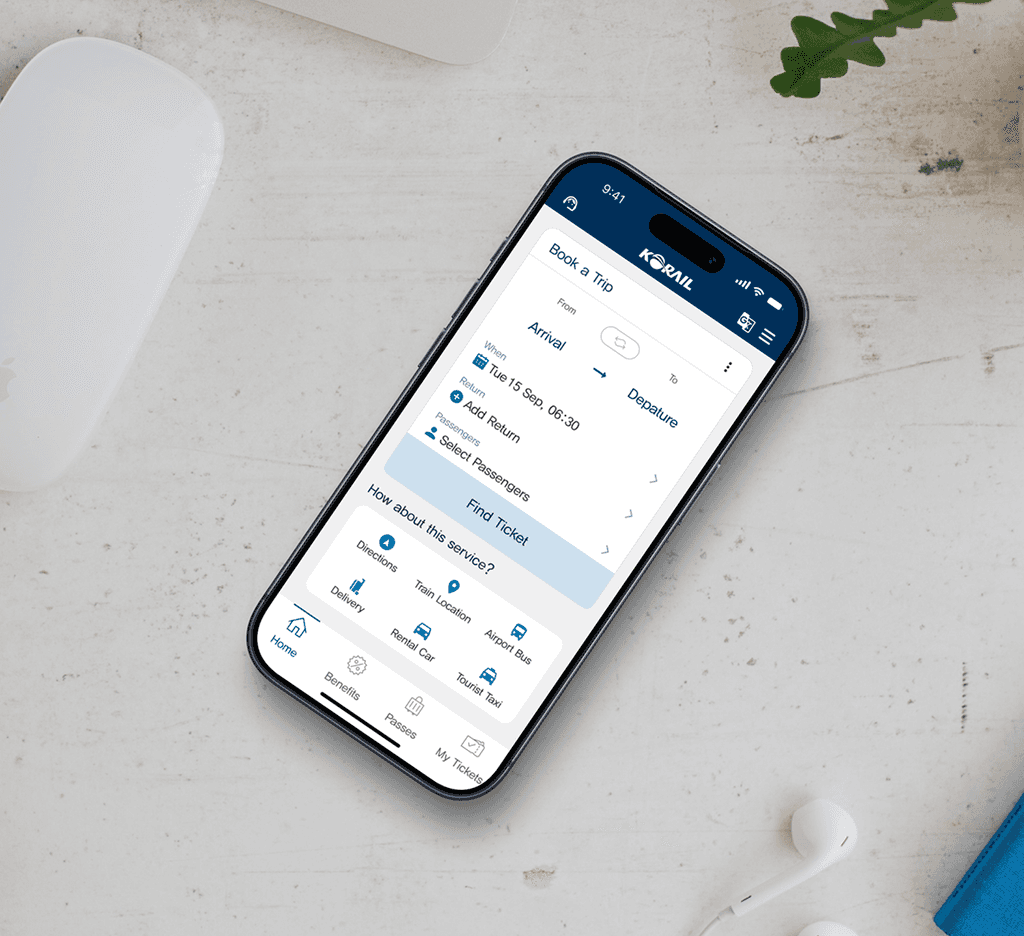 9:41
KORAIL
Book a Trip
From
To
Arrival
Depature
When
Tue 15 Sep, 06:30
Return
Add Return
Passengers
Select Passengers
Find Ticket
How about this service?
Directions
Train Location
Airport Bus
Delivery
Rental Car
Tourist Taxi
Home
Benefits
Passes
My Tickets